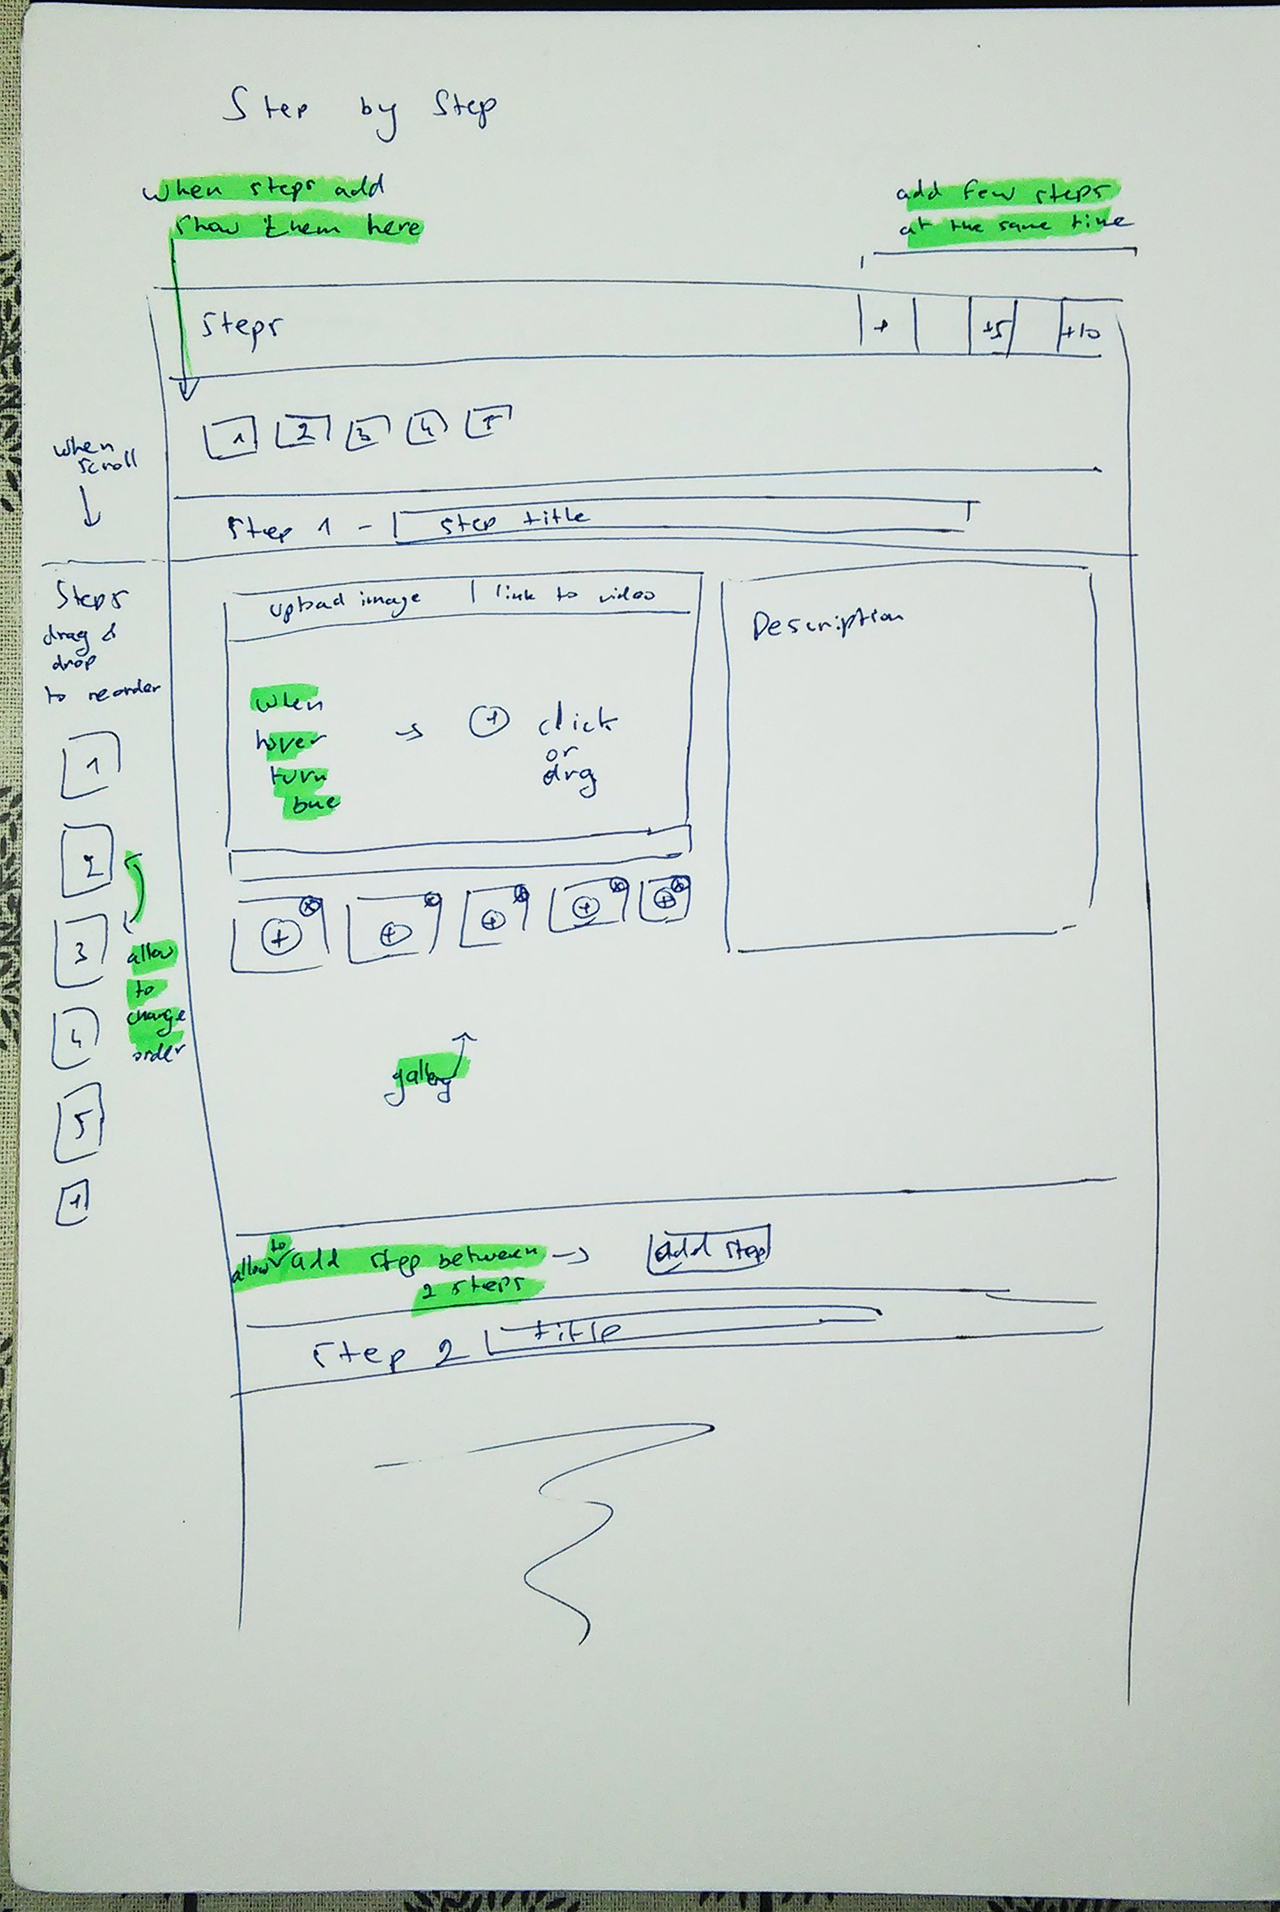 Step by Step
when steps add
show them here
add few steps
at the same time
Steps
+
+5
+10
1 2 3 4 5
when
scroll
Step 1 - step title
Steps
drag &
drop
to reorder
1
2
3
4
5
allow
to
change
order
upload image | link to video
when
hover
turn
blue
+ click
or
drg
Description
+ x + x + x + x + x
gallery
allow to add step between
2 steps
add step
Step 2 title